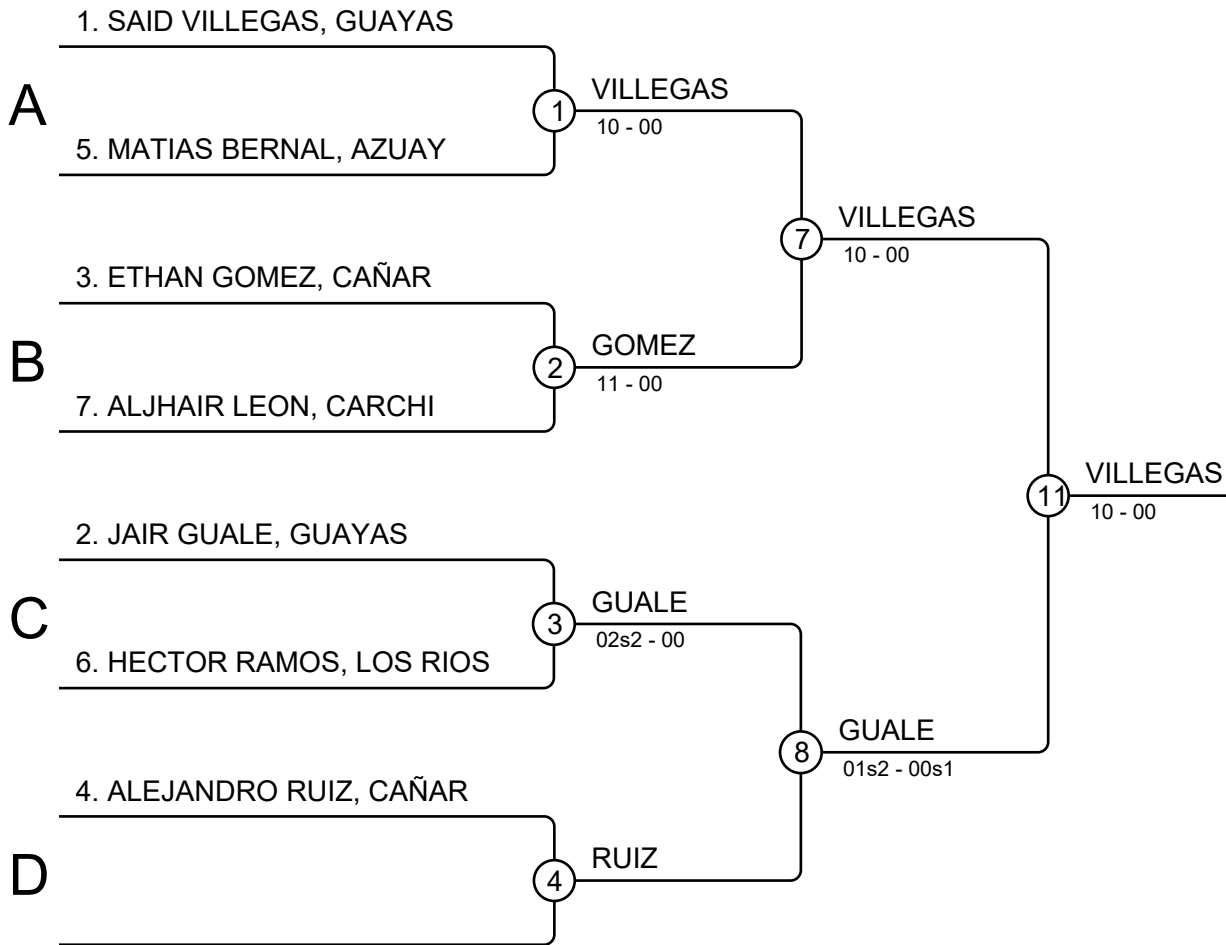 1. SAID VILLEGAS, GUAYAS
A
1
VILLEGAS
10 - 00
5. MATIAS BERNAL, AZUAY
7
VILLEGAS
10 - 00
3. ETHAN GOMEZ, CAÑAR
B
2
GOMEZ
11 - 00
7. ALJHAIR LEON, CARCHI
11
VILLEGAS
10 - 00
2. JAIR GUALE, GUAYAS
C
3
GUALE
02s2 - 00
6. HECTOR RAMOS, LOS RIOS
8
GUALE
01s2 - 00s1
4. ALEJANDRO RUIZ, CAÑAR
D
4
RUIZ